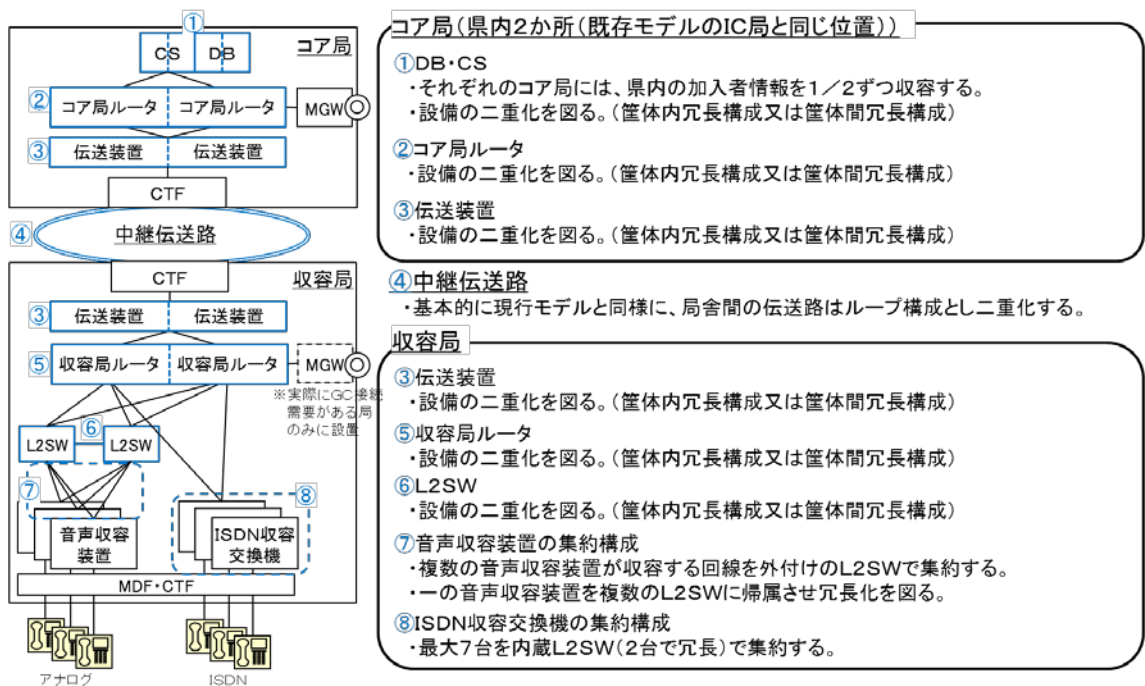 ①
コア局
CS DB
②コア局ルータ コア局ルータ MGW
③伝送装置 伝送装置
CTF
④中継伝送路
CTF
収容局
③伝送装置 伝送装置
⑤収容局ルータ 収容局ルータ MGW
※実際にGC接続
需要がある局
のみに設置
L2SW ⑥ L2SW
⑦
⑧
音声収容
装置
ISDN収容
交換機
MDF・CTF
アナログ
ISDN
コア局(県内2か所(既存モデルのIC局と同じ位置))
①DB・CS
・それぞれのコア局には、県内の加入者情報を1/2ずつ収容する。
・設備の二重化を図る。(筐体内冗長構成又は筐体間冗長構成)
②コア局ルータ
・設備の二重化を図る。(筐体内冗長構成又は筐体間冗長構成)
③伝送装置
・設備の二重化を図る。(筐体内冗長構成又は筐体間冗長構成)
④中継伝送路
・基本的に現行モデルと同様に、局舎間の伝送路はループ構成とし二重化する。
収容局
③伝送装置
・設備の二重化を図る。(筐体内冗長構成又は筐体間冗長構成)
⑤収容局ルータ
・設備の二重化を図る。(筐体内冗長構成又は筐体間冗長構成)
⑥L2SW
・設備の二重化を図る。(筐体内冗長構成又は筐体間冗長構成)
⑦音声収容装置の集約構成
・複数の音声収容装置が収容する回線を外付けのL2SWで集約する。
・一の音声収容装置を複数のL2SWに帰属させ冗長化を図る。
⑧ISDN収容交換機の集約構成
・最大7台を内蔵L2SW(2台で冗長)で集約する。